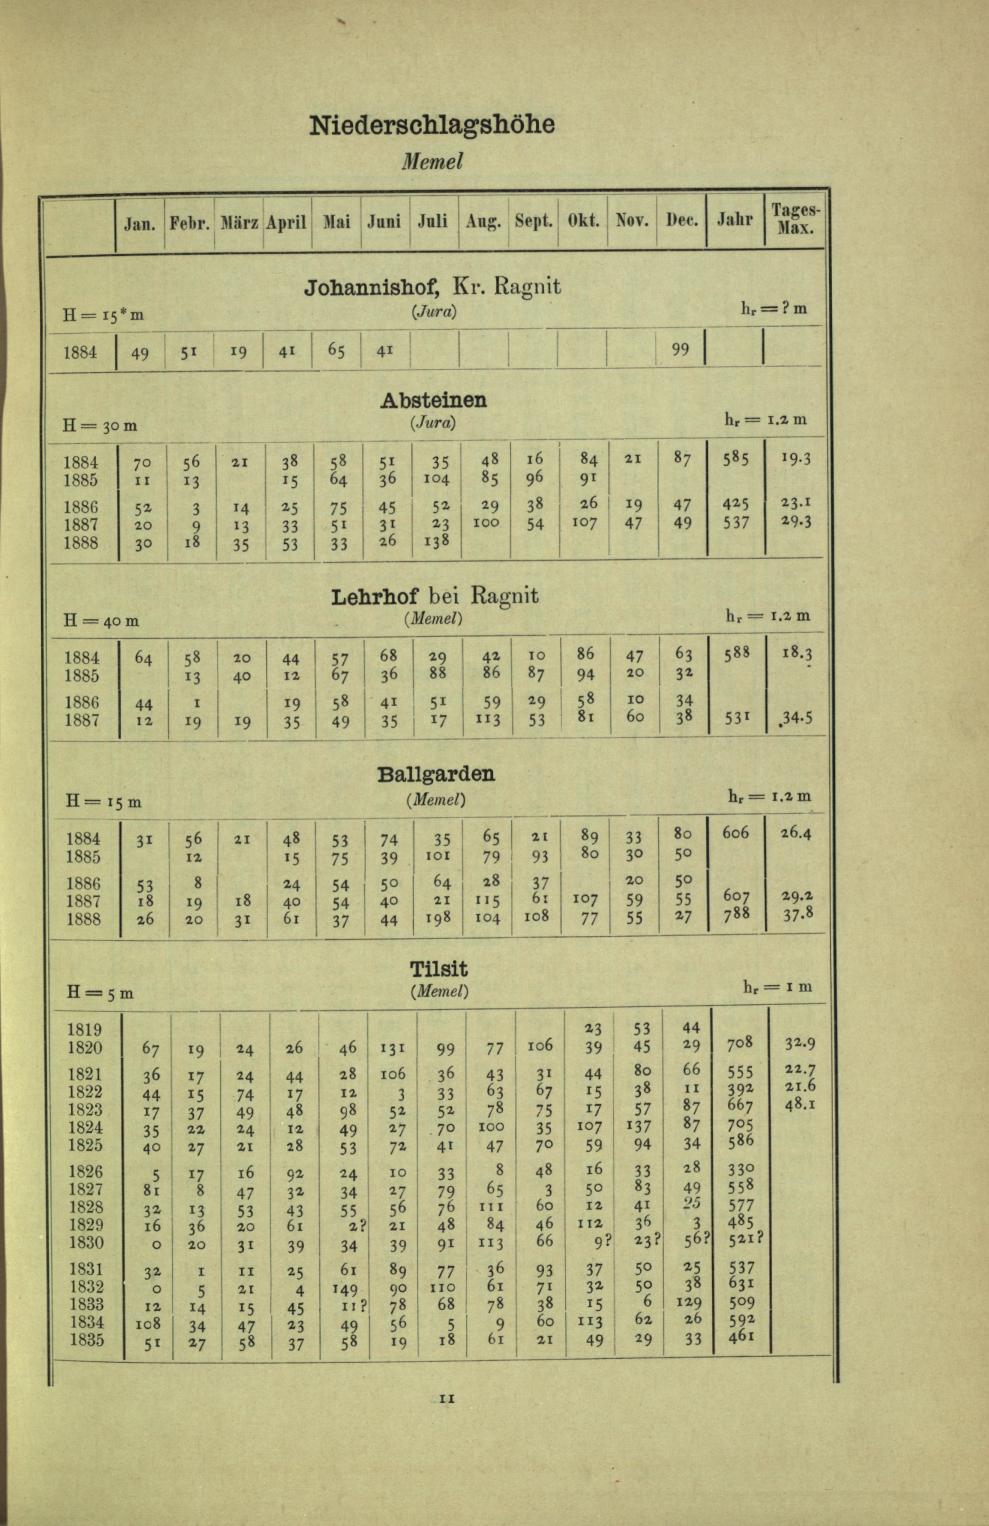 Niederschlagshöhe
Memel
Jan. Febr. März April Mai Juni Juli Aug. Sept. Okt. Nov. Dec. Jahr Tages-Max.
Johannishof, Kr. Ragnit
H = 15* m (Jura) hr = ? m
1884 49 51 19 41 65 41 99
Absteinen
H = 30 m (Jura) hr = 1.2 m
1884 70 56 21 38 58 51 35 48 16 84 21 87 585 19.3
1885 11 13 15 64 36 104 85 96 91
1886 52 3 14 25 75 45 52 29 38 26 19 47 425 23.1
1887 20 9 13 33 51 31 23 100 54 107 47 49 537 29.3
1888 30 18 35 53 33 26 138
Lehrhof bei Ragnit
H = 40 m (Memel) hr = 1.2 m
1884 64 58 20 44 57 68 29 42 10 86 47 63 588 18.3
1885 13 40 12 67 36 88 86 87 94 20 32
1886 44 1 19 58 41 51 59 29 58 10 34
1887 12 19 19 35 49 35 17 113 53 81 60 38 531 34.5
Ballgarden
H = 15 m (Memel) hr = 1.2 m
1884 31 56 21 48 53 74 35 65 21 89 33 80 606 26.4
1885 12 15 75 39 101 79 93 80 30 50
1886 53 8 24 54 50 64 28 37 20 50
1887 18 19 18 40 54 40 21 115 61 107 59 55 607 29.2
1888 26 20 31 61 37 44 198 104 108 77 55 27 788 37.8
Tilsit
H = 5 m (Memel) hr = 1 m
1819 23 53 44
1820 67 19 24 26 46 131 99 77 106 39 45 29 708 32.9
1821 36 17 24 44 28 106 36 43 31 44 80 66 555 22.7
1822 44 15 74 17 12 3 33 63 67 15 38 11 392 21.6
1823 17 37 49 48 98 52 52 78 75 17 57 87 667 48.1
1824 35 22 24 12 49 27 70 100 35 107 137 87 705
1825 40 27 21 28 53 72 41 47 70 59 94 34 586
1826 5 17 16 92 24 10 33 8 48 16 33 28 330
1827 81 8 47 32 34 27 79 65 3 50 83 49 558
1828 32 13 53 43 55 56 76 111 60 12 41 25 577
1829 16 36 20 61 2? 21 48 84 46 112 36 3 485
1830 0 20 31 39 34 39 91 113 66 9? 23? 56? 521?
1831 32 1 11 25 61 89 77 36 93 37 50 25 537
1832 0 5 21 4 149 90 110 61 71 32 50 38 631
1833 12 14 15 45 11? 78 68 78 38 15 6 129 509
1834 108 34 47 23 49 56 5 9 60 113 62 26 592
1835 51 27 58 37 58 19 18 61 21 49 29 33 461
11